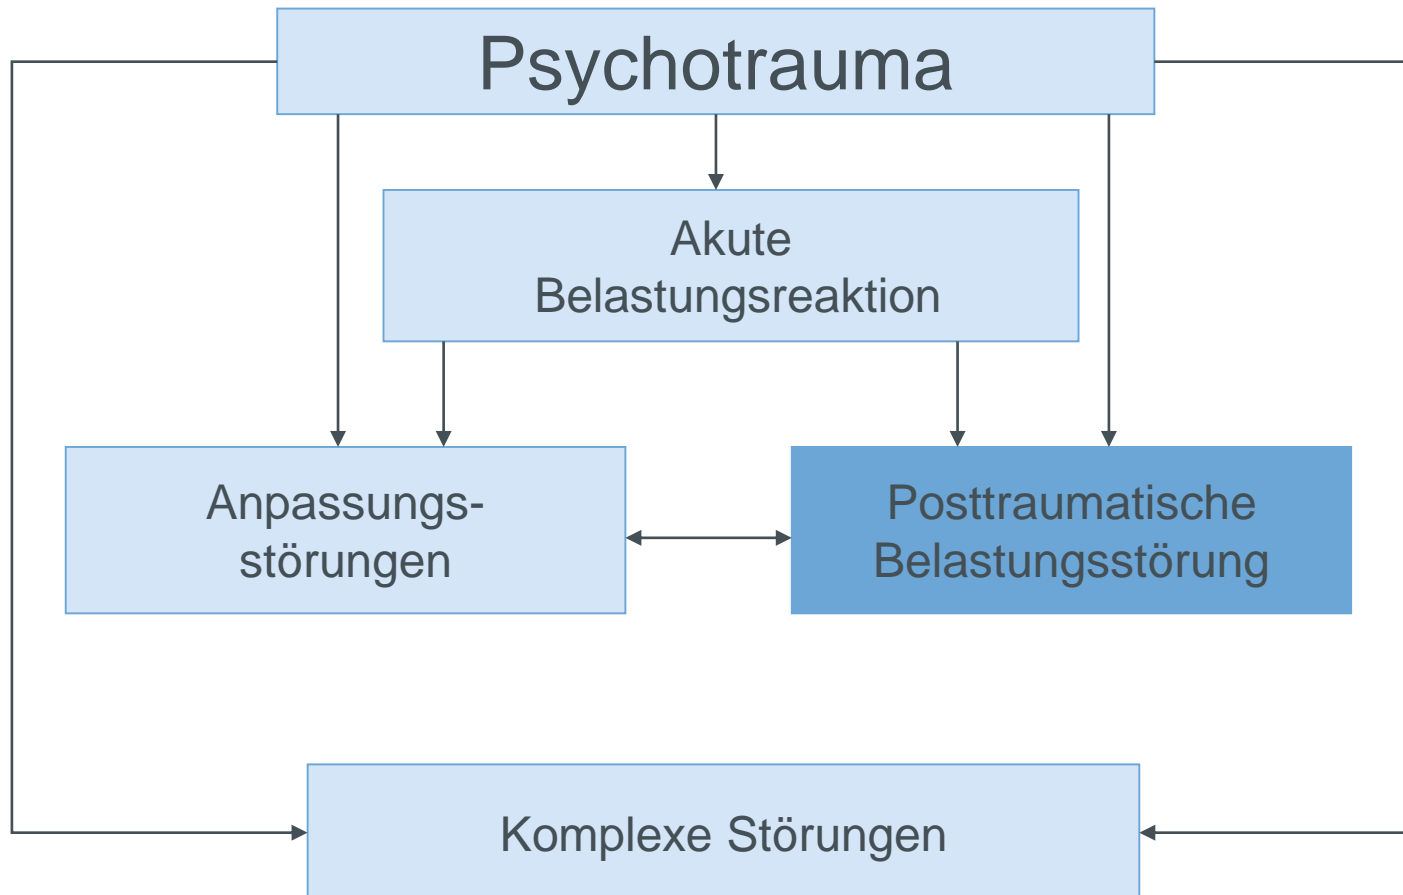 Psychotrauma
Akute
Belastungsreaktion
Anpassungs-
störungen
Posttraumatische
Belastungsstörung
Komplexe Störungen